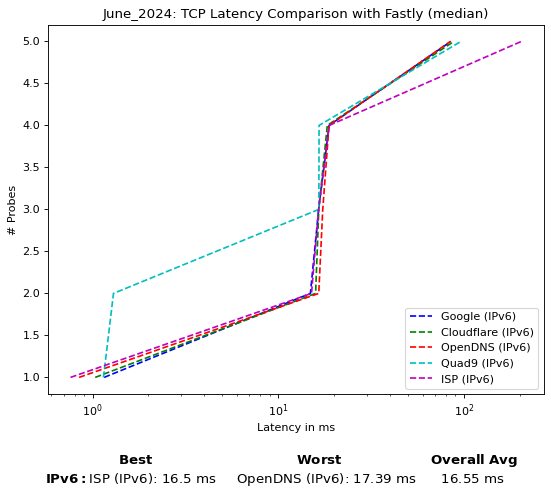 June_2024: TCP Latency Comparison with Fastly (median)
5.0
4.5
4.0
3.5
3.0
2.5
2.0
1.5
1.0
# Probes
Google (IPv6)
Cloudflare (IPv6)
OpenDNS (IPv6)
Quad9 (IPv6)
ISP (IPv6)
10⁰ 10¹ 10²
Latency in ms
Best Worst Overall Avg
IPv6: ISP (IPv6): 16.5 ms OpenDNS (IPv6): 17.39 ms 16.55 ms